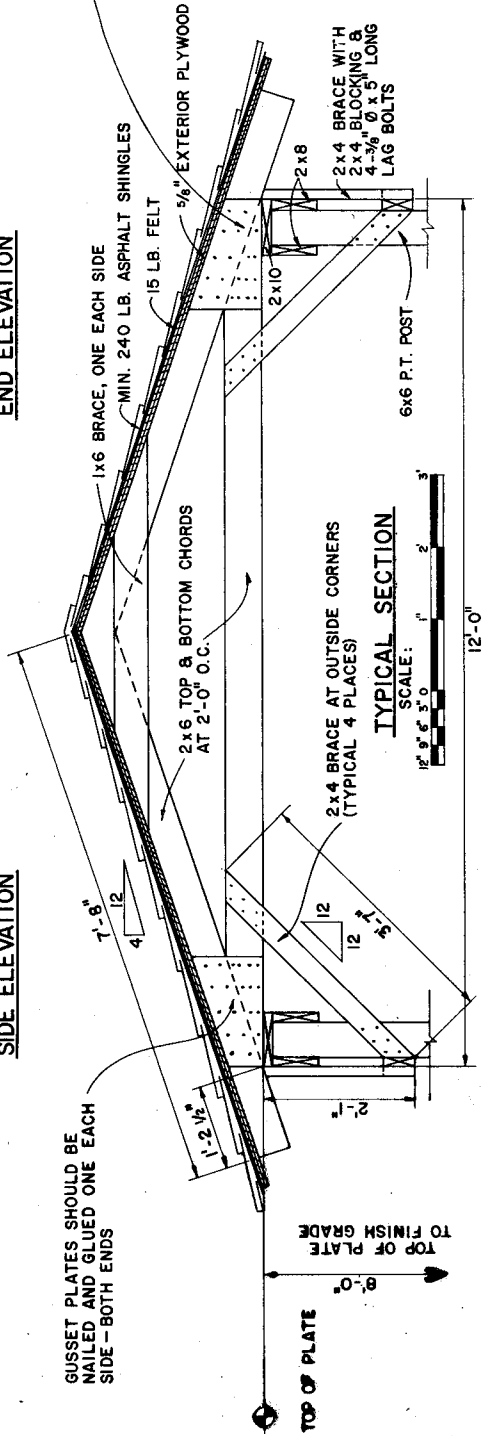 SIDE ELEVATION
END ELEVATION
GUSSET PLATES SHOULD BE
NAILED AND GLUED ONE EACH
SIDE - BOTH ENDS
7'-8"
12
4
1'-2 1/2"
1x6 BRACE, ONE EACH SIDE
MIN. 240 LB. ASPHALT SHINGLES
15 LB. FELT
5/8" EXTERIOR PLYWOOD
2x6 TOP & BOTTOM CHORDS
AT 2'-0" O.C.
2x10
2x8
2x4 BRACE WITH
2x4 BLOCKING &
4-3/8" Ø x 5" LONG
LAG BOLTS
6x6 P.T. POST
2x4 BRACE AT OUTSIDE CORNERS
(TYPICAL 4 PLACES)
12
12
3'-7"
2'-1"
TOP OF PLATE
8'-0"
TOP OF PLATE
TO FINISH GRADE
TYPICAL SECTION
SCALE:
12" 9" 6" 3" 0 1' 2' 3'
12'-0"